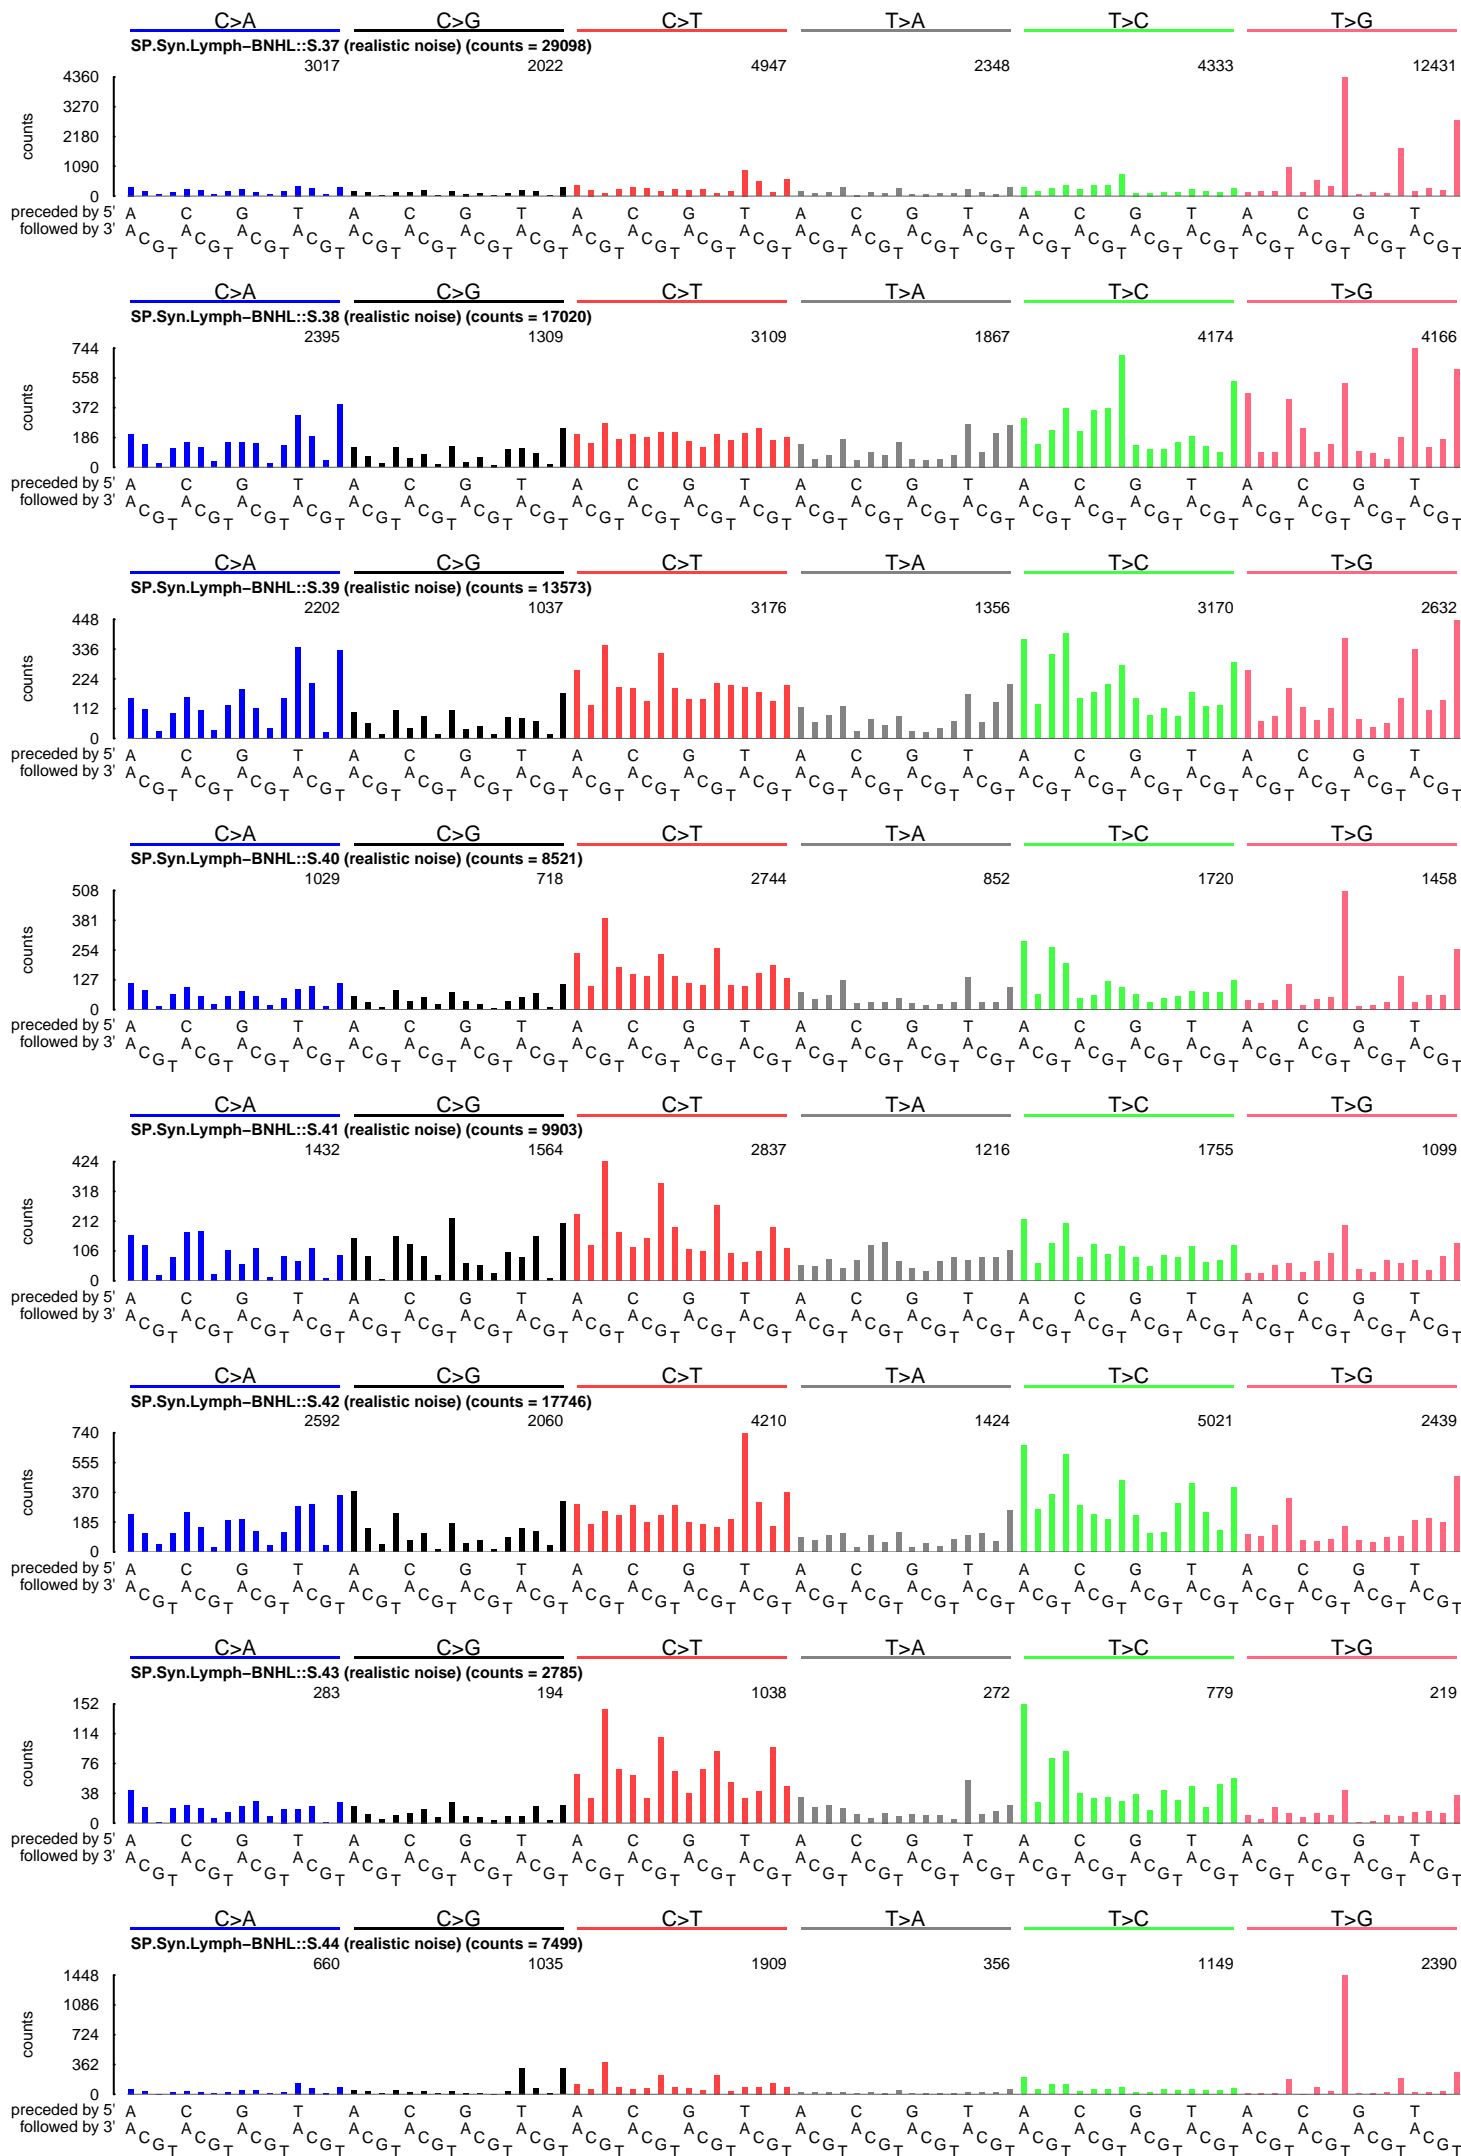 C>A C>G C>T T>A T>C T>G
SP.Syn.Lymph−BNHL::S.37 (realistic noise) (counts = 29098)
3017 2022 4947 2348 4333 12431
4360
3270
2180
1090
0
counts
preceded by 5' A C G T A C G T A C G T A C G T A C G T A C G T
followed by 3' A C G T A C G T A C G T A C G T A C G T A C G T A C G T A C G T A C G T A C G T A C G T A C G T A C G T A C G T A C G T A C G T A C G T A C G T A C G T A C G T A C G T A C G T A C G T A C G T
C>A C>G C>T T>A T>C T>G
SP.Syn.Lymph−BNHL::S.38 (realistic noise) (counts = 17020)
2395 1309 3109 1867 4174 4166
744
558
372
186
0
counts
preceded by 5' A C G T A C G T A C G T A C G T A C G T A C G T
followed by 3' A C G T A C G T A C G T A C G T A C G T A C G T A C G T A C G T A C G T A C G T A C G T A C G T A C G T A C G T A C G T A C G T A C G T A C G T A C G T A C G T A C G T A C G T A C G T A C G T
C>A C>G C>T T>A T>C T>G
SP.Syn.Lymph−BNHL::S.39 (realistic noise) (counts = 13573)
2202 1037 3176 1356 3170 2632
448
336
224
112
0
counts
preceded by 5' A C G T A C G T A C G T A C G T A C G T A C G T
followed by 3' A C G T A C G T A C G T A C G T A C G T A C G T A C G T A C G T A C G T A C G T A C G T A C G T A C G T A C G T A C G T A C G T A C G T A C G T A C G T A C G T A C G T A C G T A C G T A C G T
C>A C>G C>T T>A T>C T>G
SP.Syn.Lymph−BNHL::S.40 (realistic noise) (counts = 8521)
1029 718 2744 852 1720 1458
508
381
254
127
0
counts
preceded by 5' A C G T A C G T A C G T A C G T A C G T A C G T
followed by 3' A C G T A C G T A C G T A C G T A C G T A C G T A C G T A C G T A C G T A C G T A C G T A C G T A C G T A C G T A C G T A C G T A C G T A C G T A C G T A C G T A C G T A C G T A C G T A C G T
C>A C>G C>T T>A T>C T>G
SP.Syn.Lymph−BNHL::S.41 (realistic noise) (counts = 9903)
1432 1564 2837 1216 1755 1099
424
318
212
106
0
counts
preceded by 5' A C G T A C G T A C G T A C G T A C G T A C G T
followed by 3' A C G T A C G T A C G T A C G T A C G T A C G T A C G T A C G T A C G T A C G T A C G T A C G T A C G T A C G T A C G T A C G T A C G T A C G T A C G T A C G T A C G T A C G T A C G T A C G T
C>A C>G C>T T>A T>C T>G
SP.Syn.Lymph−BNHL::S.42 (realistic noise) (counts = 17746)
2592 2060 4210 1424 5021 2439
740
555
370
185
0
counts
preceded by 5' A C G T A C G T A C G T A C G T A C G T A C G T
followed by 3' A C G T A C G T A C G T A C G T A C G T A C G T A C G T A C G T A C G T A C G T A C G T A C G T A C G T A C G T A C G T A C G T A C G T A C G T A C G T A C G T A C G T A C G T A C G T A C G T
C>A C>G C>T T>A T>C T>G
SP.Syn.Lymph−BNHL::S.43 (realistic noise) (counts = 2785)
283 194 1038 272 779 219
152
114
76
38
0
counts
preceded by 5' A C G T A C G T A C G T A C G T A C G T A C G T
followed by 3' A C G T A C G T A C G T A C G T A C G T A C G T A C G T A C G T A C G T A C G T A C G T A C G T A C G T A C G T A C G T A C G T A C G T A C G T A C G T A C G T A C G T A C G T A C G T A C G T
C>A C>G C>T T>A T>C T>G
SP.Syn.Lymph−BNHL::S.44 (realistic noise) (counts = 7499)
660 1035 1909 356 1149 2390
1448
1086
724
362
0
counts
preceded by 5' A C G T A C G T A C G T A C G T A C G T A C G T
followed by 3' A C G T A C G T A C G T A C G T A C G T A C G T A C G T A C G T A C G T A C G T A C G T A C G T A C G T A C G T A C G T A C G T A C G T A C G T A C G T A C G T A C G T A C G T A C G T A C G T